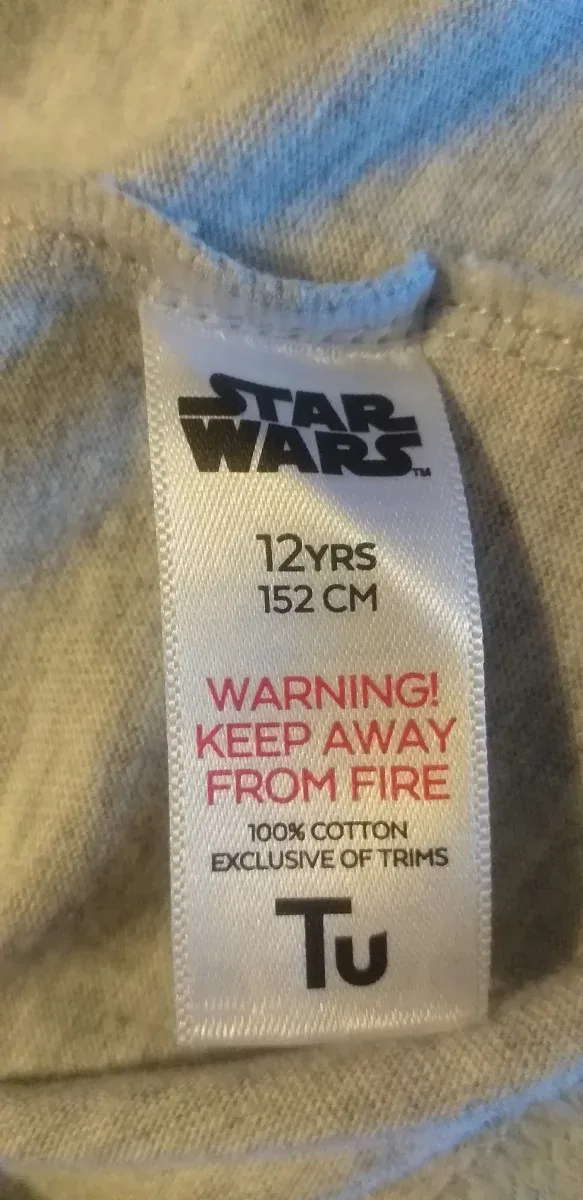 STAR
WARS™
12YRS
152 CM
WARNING!
KEEP AWAY
FROM FIRE
100% COTTON
EXCLUSIVE OF TRIMS
Tu